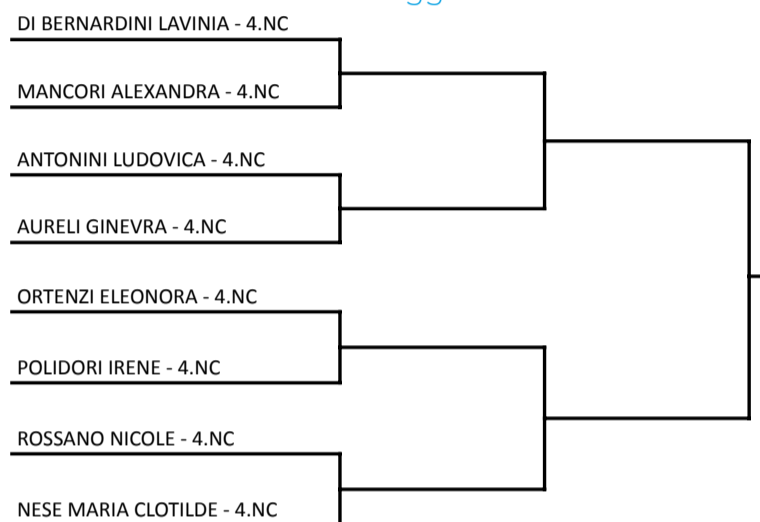 DI BERNARDINI LAVINIA - 4.NC
MANCORI ALEXANDRA - 4.NC
ANTONINI LUDOVICA - 4.NC
AURELI GINEVRA - 4.NC
ORTENZI ELEONORA - 4.NC
POLIDORI IRENE - 4.NC
ROSSANO NICOLE - 4.NC
NESE MARIA CLOTILDE - 4.NC